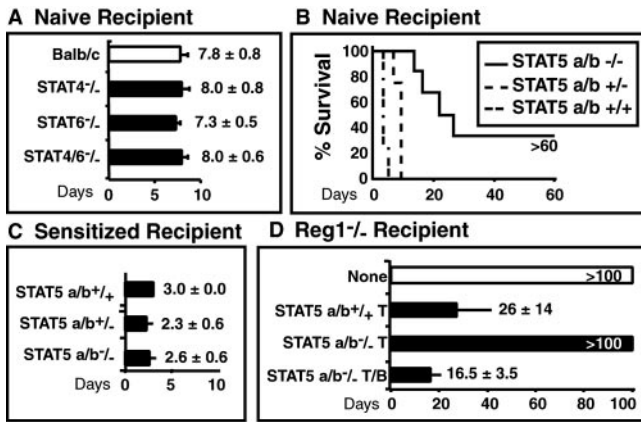 A Naive Recipient
Balb/c 7.8 ± 0.8
STAT4-/- 8.0 ± 0.8
STAT6-/- 7.3 ± 0.5
STAT4/6-/- 8.0 ± 0.6
Days 0 5 10
B Naive Recipient
% Survival
100
80
60
40
20
0
STAT5 a/b -/-
STAT5 a/b +/-
STAT5 a/b +/+
>60
Days 0 20 40 60
C Sensitized Recipient
STAT5 a/b+/+ 3.0 ± 0.0
STAT5 a/b+/- 2.3 ± 0.6
STAT5 a/b-/- 2.6 ± 0.6
Days 0 5 10
D Reg1-/- Recipient
None >100
STAT5 a/b+/+ T 26 ± 14
STAT5 a/b-/- T >100
STAT5 a/b-/- T/B 16.5 ± 3.5
Days 0 20 40 60 80 100